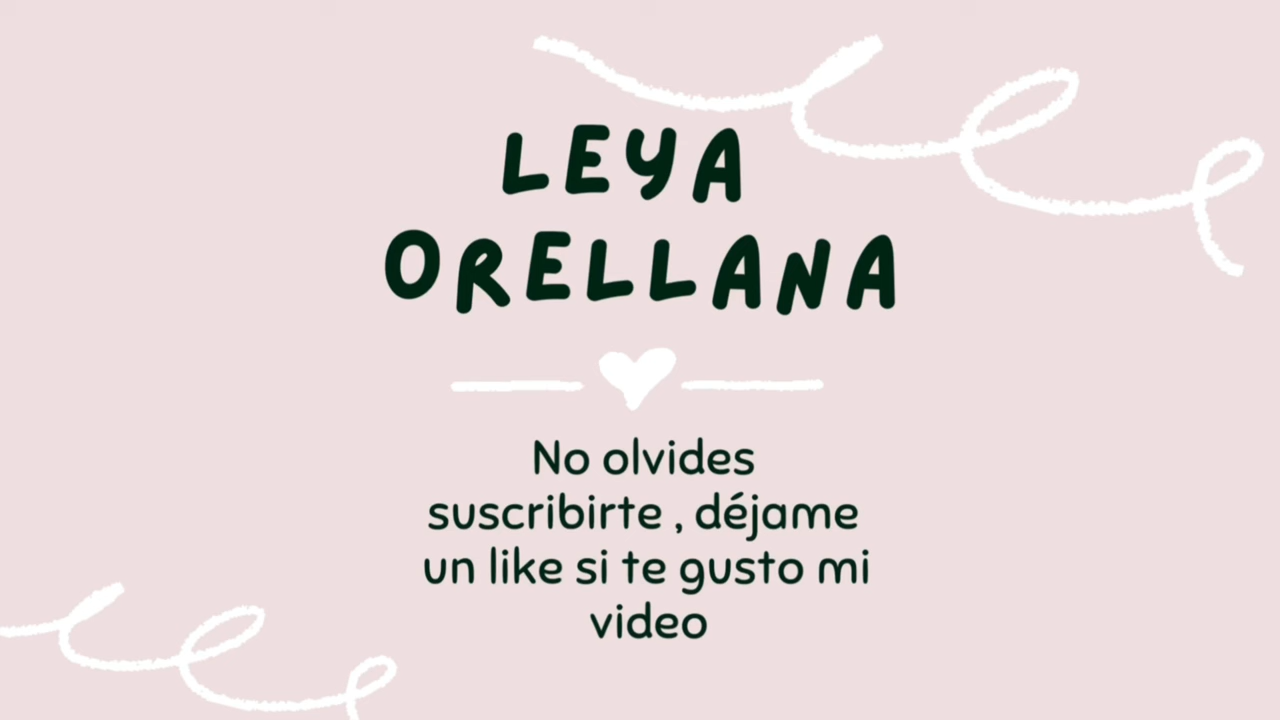 LEYA
ORELLANA
No olvides
suscribirte , déjame
un like si te gusto mi
video